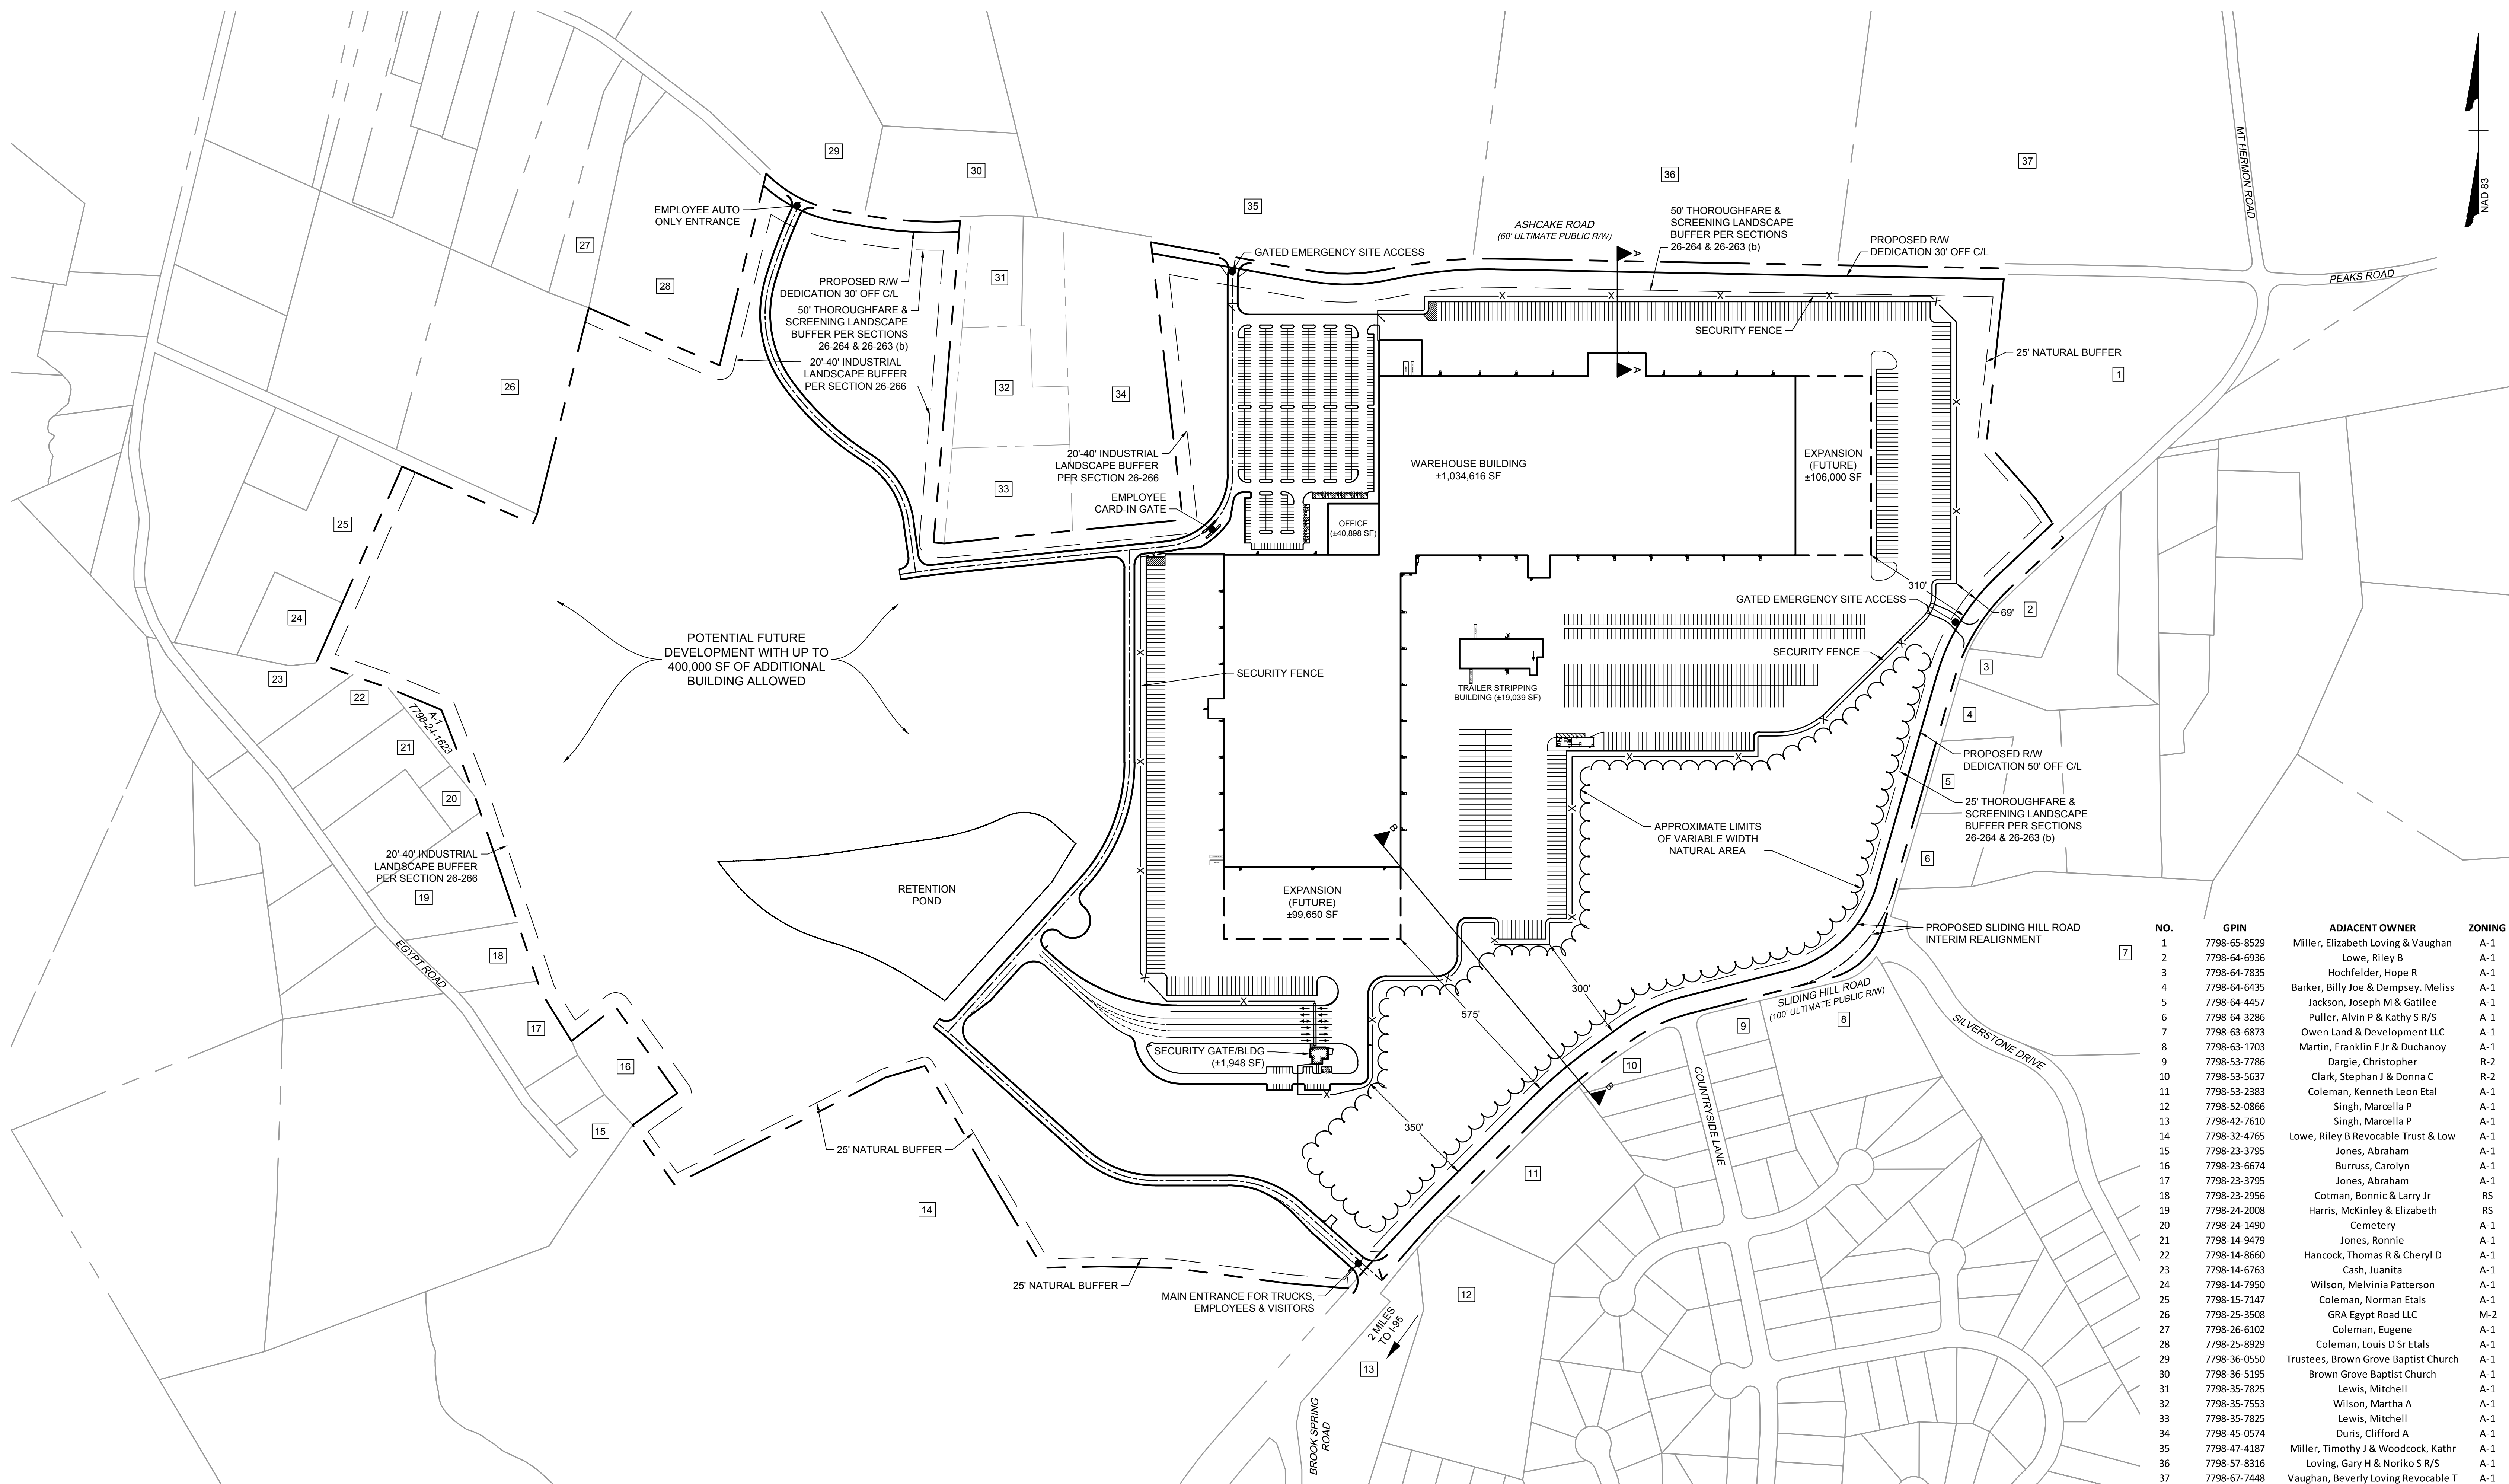 NAD 83
MT HERMON ROAD
PEAKS ROAD
29
30
35
36
37
EMPLOYEE AUTO
ONLY ENTRANCE
ASHCAKE ROAD
(60' ULTIMATE PUBLIC R/W)
50' THOROUGHFARE &
SCREENING LANDSCAPE
BUFFER PER SECTIONS
26-264 & 26-263 (b)
A
PROPOSED R/W
DEDICATION 30' OFF C/L
GATED EMERGENCY SITE ACCESS
27
28
31
PROPOSED R/W
DEDICATION 30' OFF C/L
50' THOROUGHFARE &
SCREENING LANDSCAPE
BUFFER PER SECTIONS
26-264 & 26-263 (b)
20'-40' INDUSTRIAL
LANDSCAPE BUFFER
PER SECTION 26-266
SECURITY FENCE
25' NATURAL BUFFER
A
1
26
32
34
20'-40' INDUSTRIAL
LANDSCAPE BUFFER
PER SECTION 26-266
WAREHOUSE BUILDING
±1,034,616 SF
EXPANSION
(FUTURE)
±106,000 SF
33
EMPLOYEE
CARD-IN GATE
OFFICE
(±40,898 SF)
25
24
310'
GATED EMERGENCY SITE ACCESS
69'
2
POTENTIAL FUTURE
DEVELOPMENT WITH UP TO
400,000 SF OF ADDITIONAL
BUILDING ALLOWED
SECURITY FENCE
SECURITY FENCE
TRAILER STRIPPING
BUILDING (±19,039 SF)
3
23
22
A-1
7798-24-1623
4
21
PROPOSED R/W
DEDICATION 50' OFF C/L
5
20
25' THOROUGHFARE &
SCREENING LANDSCAPE
BUFFER PER SECTIONS
26-264 & 26-263 (b)
APPROXIMATE LIMITS
OF VARIABLE WIDTH
NATURAL AREA
B
6
20'-40' INDUSTRIAL
LANDSCAPE BUFFER
PER SECTION 26-266
19
RETENTION
POND
EXPANSION
(FUTURE)
±99,650 SF
PROPOSED SLIDING HILL ROAD
INTERIM REALIGNMENT
7
EGYPT ROAD
18
300'
575'
SLIDING HILL ROAD
(100' ULTIMATE PUBLIC R/W)
9
8
SILVERSTONE DRIVE
17
SECURITY GATE/BLDG
(±1,948 SF)
16
10
B
COUNTRYSIDE LANE
15
350'
25' NATURAL BUFFER
11
14
25' NATURAL BUFFER
MAIN ENTRANCE FOR TRUCKS,
EMPLOYEES & VISITORS
12
2 MILES
TO I-95
13
BROOK SPRING
ROAD
NO. GPIN ADJACENT OWNER ZONING
1 7798-65-8529 Miller, Elizabeth Loving & Vaughan A-1
2 7798-64-6936 Lowe, Riley B A-1
3 7798-64-7835 Hochfelder, Hope R A-1
4 7798-64-6435 Barker, Billy Joe & Dempsey. Meliss A-1
5 7798-64-4457 Jackson, Joseph M & Gatilee A-1
6 7798-64-3286 Puller, Alvin P & Kathy S R/S A-1
7 7798-63-6873 Owen Land & Development LLC A-1
8 7798-63-1703 Martin, Franklin E Jr & Duchanoy A-1
9 7798-53-7786 Dargie, Christopher R-2
10 7798-53-5637 Clark, Stephan J & Donna C R-2
11 7798-53-2383 Coleman, Kenneth Leon Etal A-1
12 7798-52-0866 Singh, Marcella P A-1
13 7798-42-7610 Singh, Marcella P A-1
14 7798-32-4765 Lowe, Riley B Revocable Trust & Low A-1
15 7798-23-3795 Jones, Abraham A-1
16 7798-23-6674 Burruss, Carolyn A-1
17 7798-23-3795 Jones, Abraham A-1
18 7798-23-2956 Cotman, Bonnic & Larry Jr RS
19 7798-24-2008 Harris, McKinley & Elizabeth RS
20 7798-24-1490 Cemetery A-1
21 7798-14-9479 Jones, Ronnie A-1
22 7798-14-8660 Hancock, Thomas R & Cheryl D A-1
23 7798-14-6763 Cash, Juanita A-1
24 7798-14-7950 Wilson, Melvinia Patterson A-1
25 7798-15-7147 Coleman, Norman Etals A-1
26 7798-25-3508 GRA Egypt Road LLC M-2
27 7798-26-6102 Coleman, Eugene A-1
28 7798-25-8929 Coleman, Louis D Sr Etals A-1
29 7798-36-0550 Trustees, Brown Grove Baptist Church A-1
30 7798-36-5195 Brown Grove Baptist Church A-1
31 7798-35-7825 Lewis, Mitchell A-1
32 7798-35-7553 Wilson, Martha A A-1
33 7798-35-7825 Lewis, Mitchell A-1
34 7798-45-0574 Duris, Clifford A A-1
35 7798-47-4187 Miller, Timothy J & Woodcock, Kathr A-1
36 7798-57-8316 Loving, Gary H & Noriko S R/S A-1
37 7798-67-7448 Vaughan, Beverly Loving Revocable T A-1